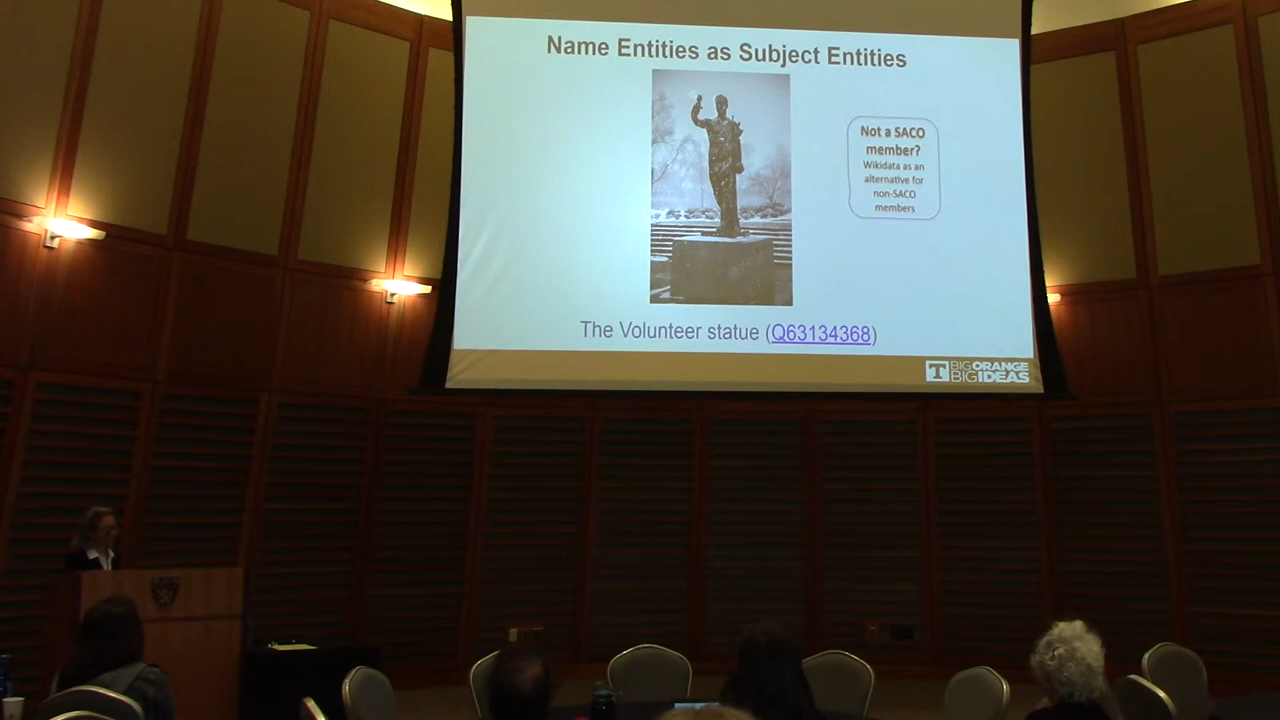 Name Entities as Subject Entities
Not a SACO
member?
Wikidata as an
alternative for
non-SACO
members
The Volunteer statue (Q63134368)
T BIG ORANGE
BIG IDEAS